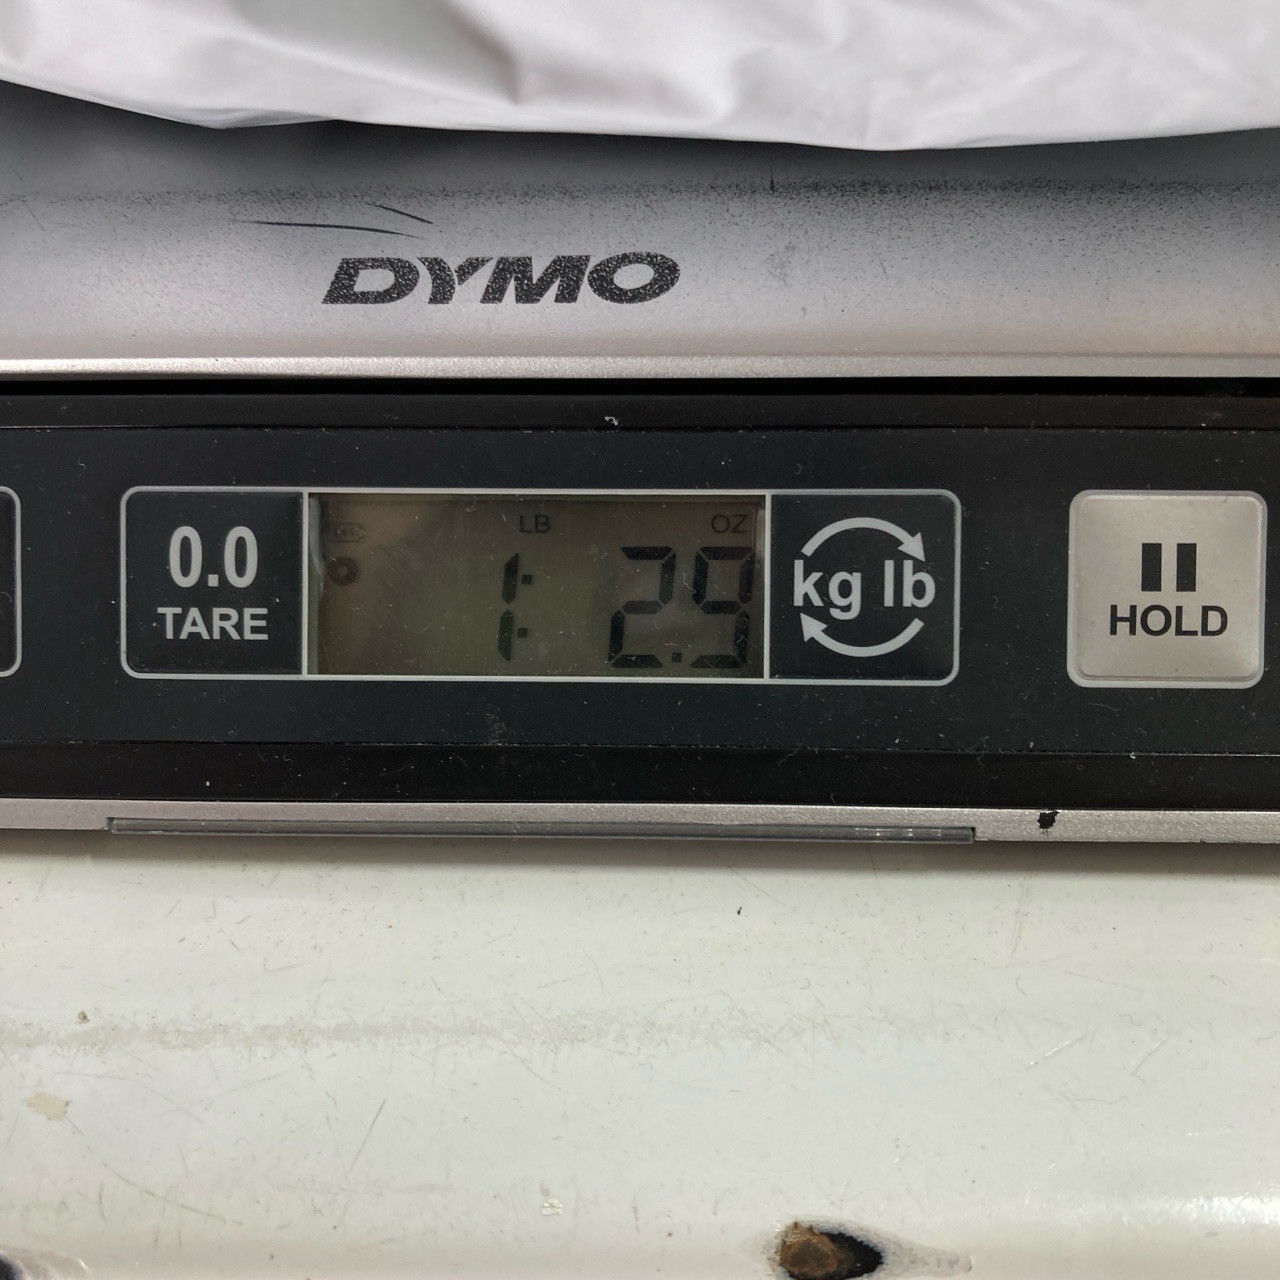 DYMO
0.0
TARE
LB OZ
1: 2.9
kg lb
HOLD